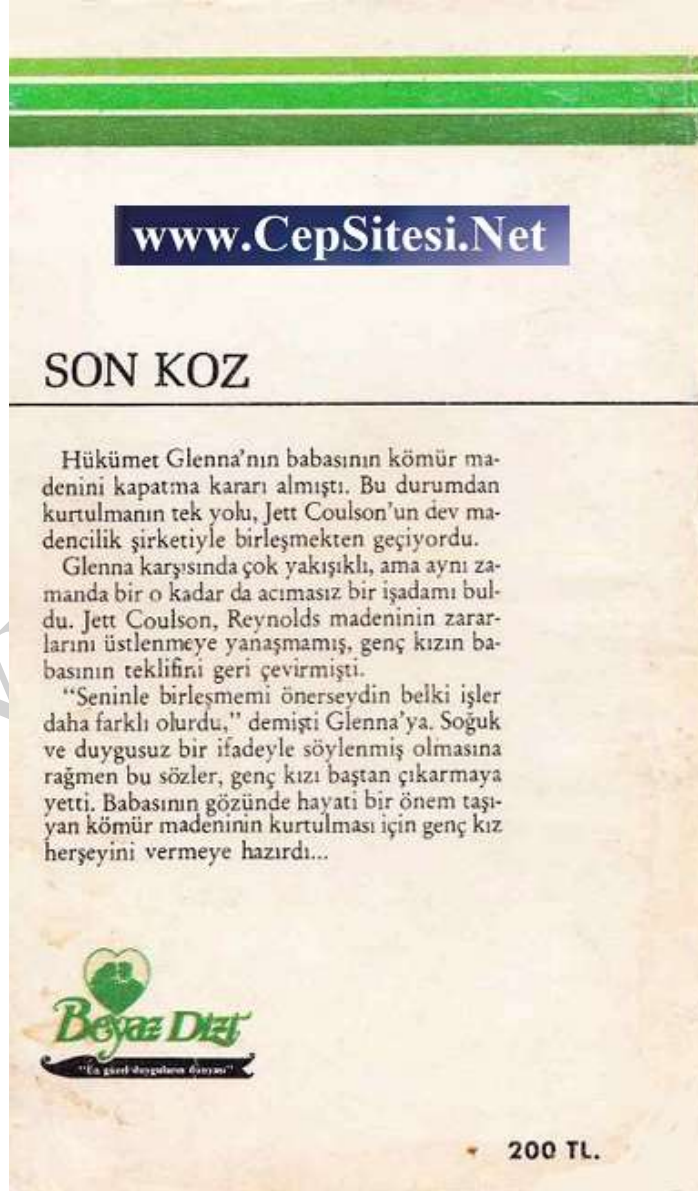 www.CepSitesi.Net
SON KOZ
Hükümet Glenna'nın babasının kömür ma-
denini kapatma kararı almıştı. Bu durumdan
kurtulmanın tek yolu, Jett Coulson'un dev ma-
dencilik şirketiyle birleşmekten geçiyordu.
Glenna karşısında çok yakışıklı, ama aynı za-
manda bir o kadar da acımasız bir işadamı bul-
du. Jett Coulson, Reynolds madeninin zarar-
larını üstlenmeye yanaşmamış, genç kızın ba-
basının teklifini geri çevirmişti.
"Seninle birleşmemi önerseydin belki işler
daha farklı olurdu," demişti Glenna'ya. Soğuk
ve duygusuz bir ifadeyle söylenmiş olmasına
rağmen bu sözler, genç kızı baştan çıkarmaya
yetti. Babasının gözünde hayati bir önem taşı-
yan kömür madeninin kurtulması için genç kız
herşeyini vermeye hazırdı...
Beyaz Dizi
"En güzel duyguların dünyası"
200 TL.